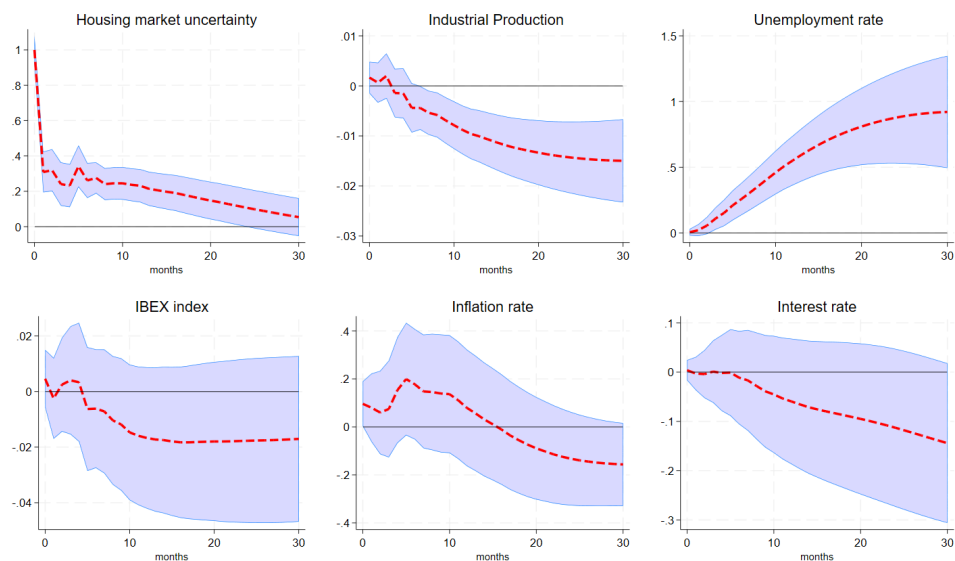 Housing market uncertainty
1
.8
.6
.4
.2
0
0 10 20 30
months
Industrial Production
.01
0
-.01
-.02
-.03
0 10 20 30
months
Unemployment rate
1.5
1
.5
0
0 10 20 30
months
IBEX index
.02
0
-.02
-.04
0 10 20 30
months
Inflation rate
.4
.2
0
-.2
-.4
0 10 20 30
months
Interest rate
.1
0
-.1
-.2
-.3
0 10 20 30
months